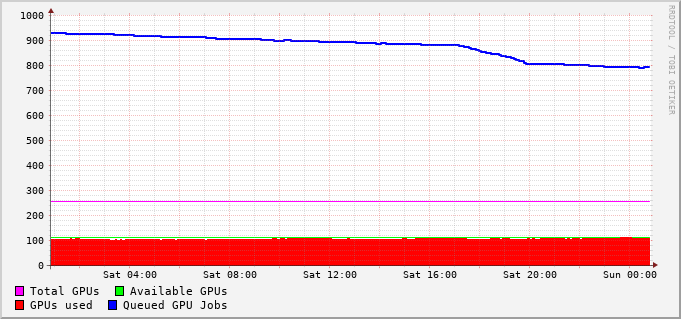 RRDTOOL / TOBI OETIKER
1000
900
800
700
600
500
400
300
200
100
0
Sat 04:00 Sat 08:00 Sat 12:00 Sat 16:00 Sat 20:00 Sun 00:00
Total GPUs Available GPUs
GPUs used Queued GPU Jobs